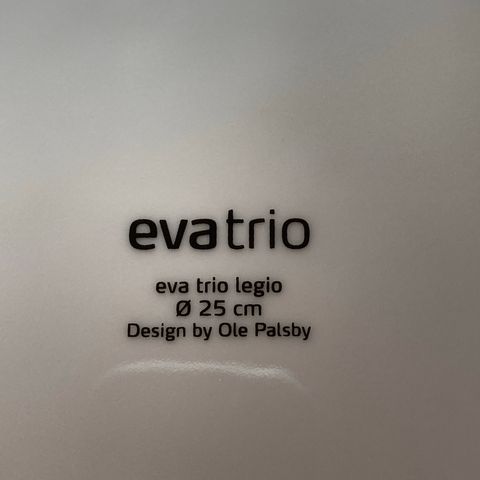 evatrio
eva trio legio
Ø 25 cm
Design by Ole Palsby